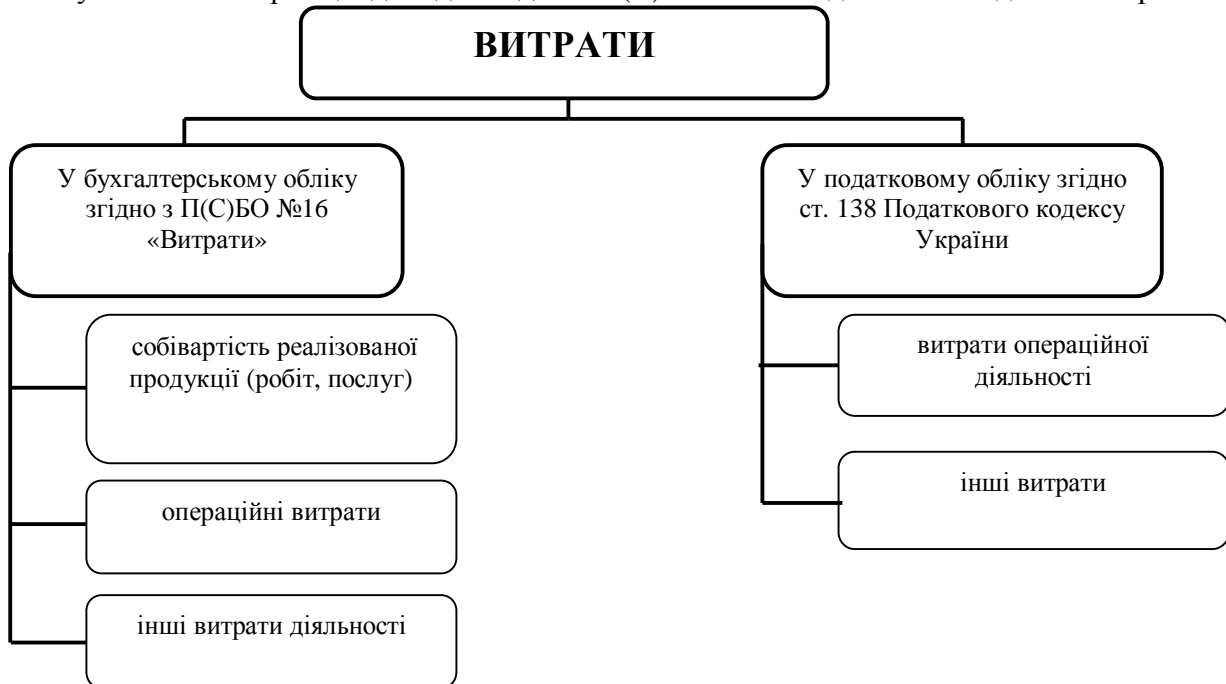 ВИТРАТИ
У бухгалтерському обліку
згідно з П(С)БО №16
«Витрати»
У податковому обліку згідно
ст. 138 Податкового кодексу
України
собівартість реалізованої
продукції (робіт, послуг)
операційні витрати
інші витрати діяльності
витрати операційної
діяльності
інші витрати